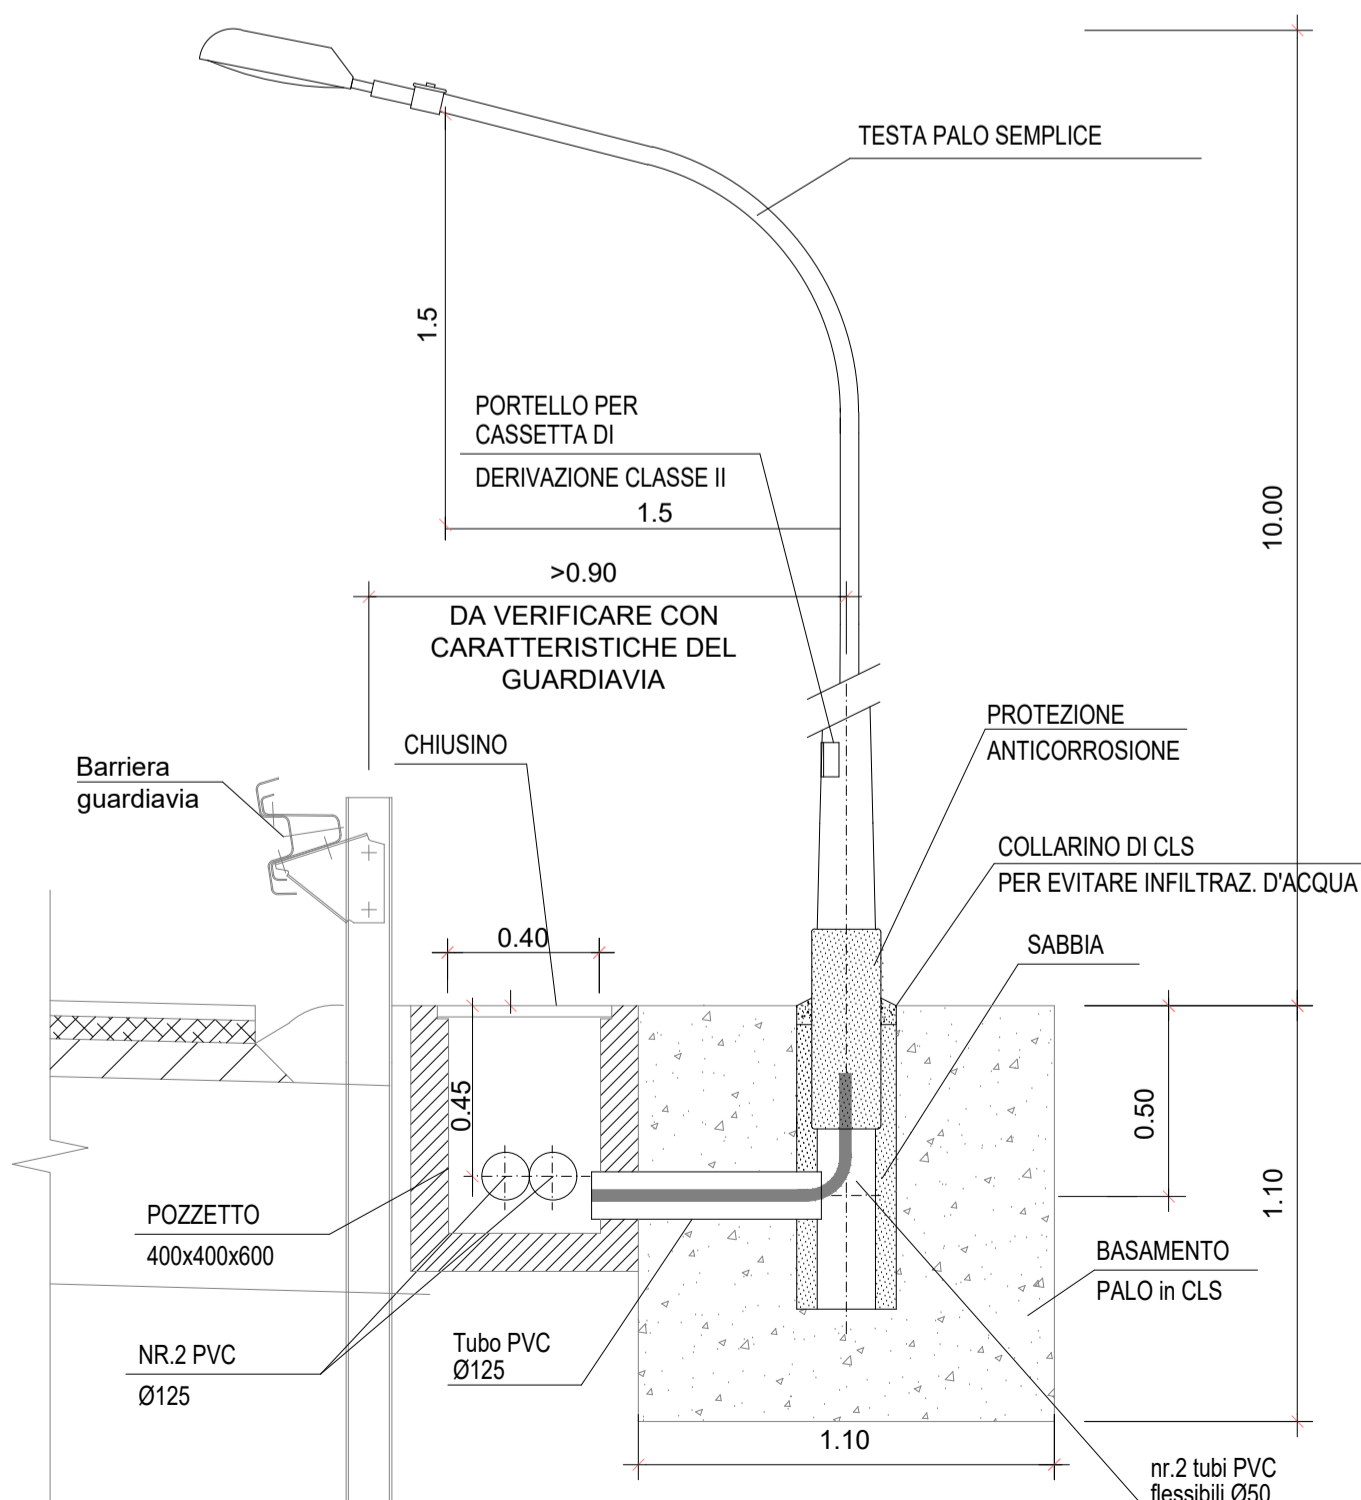 TESTA PALO SEMPLICE
1.5
PORTELLO PER
CASSETTA DI
DERIVAZIONE CLASSE II
1.5
10.00
>0.90
DA VERIFICARE CON
CARATTERISTICHE DEL
GUARDIAVIA
PROTEZIONE
ANTICORROSIONE
CHIUSINO
Barriera
guardiavia
COLLARINO DI CLS
PER EVITARE INFILTRAZ. D'ACQUA
0.40
SABBIA
0.45
0.50
1.10
POZZETTO
400x400x600
BASAMENTO
PALO in CLS
NR.2 PVC
Ø125
Tubo PVC
Ø125
1.10
nr.2 tubi PVC
flessibili Ø50